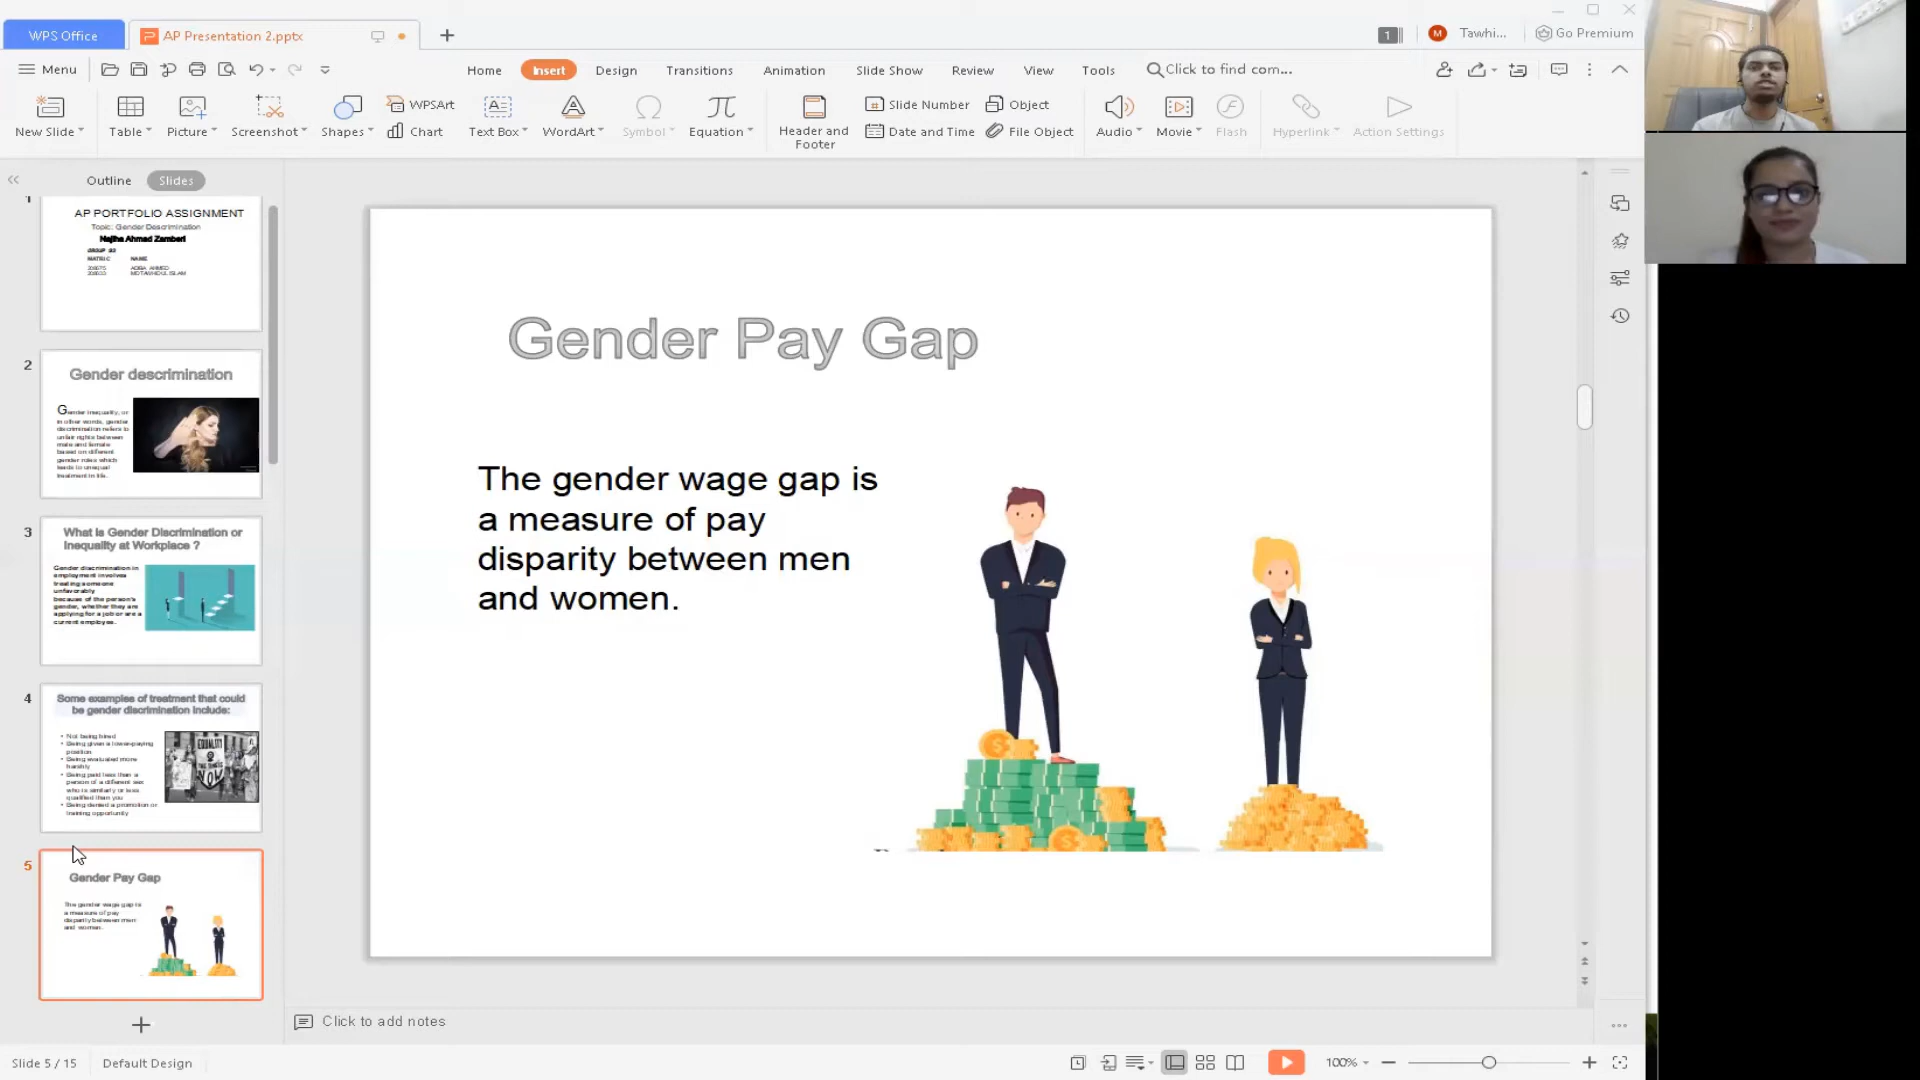 WPS Office
AP Presentation 2.pptx
1
Tawhi...
Go Premium
Menu
Home
Insert
Design
Transitions
Animation
Slide Show
Review
View
Tools
Click to find com...
New Slide
Table
Picture
Screenshot
Shapes
WPSArt
Chart
Text Box
WordArt
Symbol
Equation
Header and
Footer
Slide Number
Date and Time
Object
File Object
Audio
Movie
Flash
Hyperlink
Action Settings
Outline
Slides
1
AP PORTFOLIO ASSIGNMENT
Topic: Gender Descrimination
Najiha Ahmad Zamberi
MATRIC NAME
2
Gender descrimination
Gender inequality, or
in other words, gender
discrimination refers to
unfair rights between
male and female
based on different
gender roles which
leads to unequal
treatment in life.
3
What is Gender Discrimination or
Inequality at Workplace ?
Gender discrimination in
employment involves
treating someone
unfavorably
because of the person's
gender, whether they are
applying for a job or are a
current employee.
4
Some examples of treatment that could
be gender discrimination include:
• Not being hired
• Being given a lower-paying
position
• Being evaluated more
harshly
• Being paid less than a
person of a different sex
who is similarly or less
qualified than you
• Being denied a promotion or
training opportunity
EQUALITY
NOW
5
Gender Pay Gap
The gender wage gap is
a measure of pay
disparity between men
and women.
Gender Pay Gap
The gender wage gap is
a measure of pay
disparity between men
and women.
Click to add notes
Slide 5 / 15
Default Design
100%